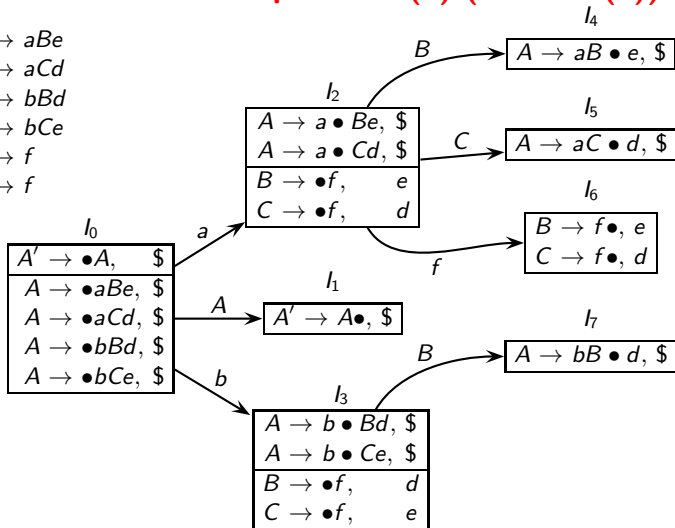 → aBe
→ aCd
→ bBd
→ bCe
→ f
→ f
I₀
A′ → •A, $
A → •aBe, $
A → •aCd, $
A → •bBd, $
A → •bCe, $
a
A
b
I₂
A → a • Be, $
A → a • Cd, $
B → •f, e
C → •f, d
I₁
A′ → A•, $
I₃
A → b • Bd, $
A → b • Ce, $
B → •f, d
C → •f, e
B
C
f
B
I₄
A → aB • e, $
I₅
A → aC • d, $
I₆
B → f•, e
C → f•, d
I₇
A → bB • d, $